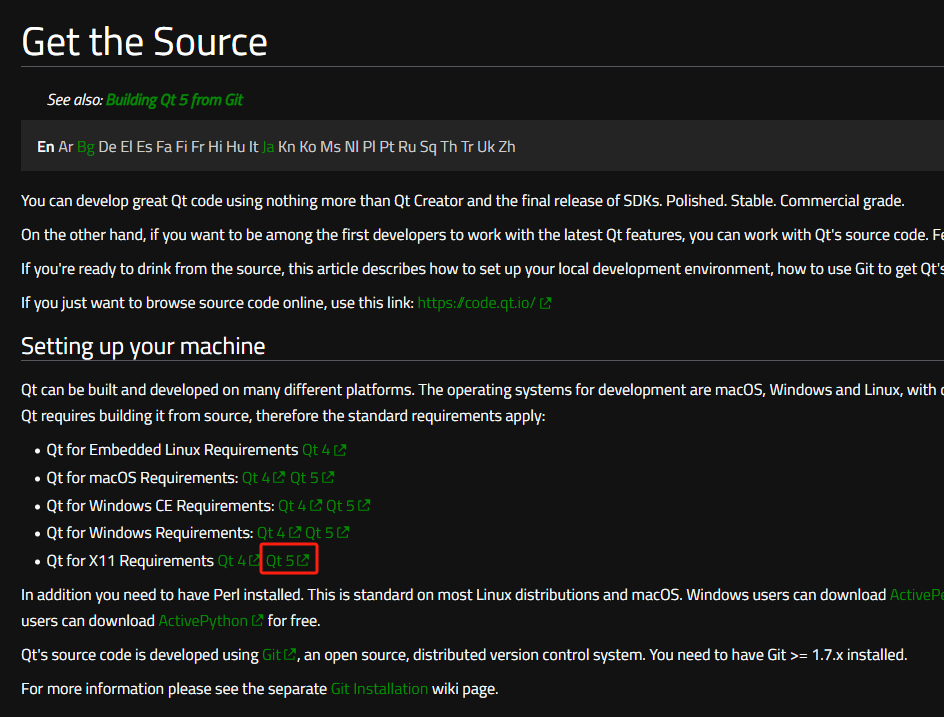 Get the Source
See also: Building Qt 5 from Git
En Ar Bg De El Es Fa Fi Fr Hi Hu It Ja Kn Ko Ms Nl Pl Pt Ru Sq Th Tr Uk Zh
You can develop great Qt code using nothing more than Qt Creator and the final release of SDKs. Polished. Stable. Commercial grade.
On the other hand, if you want to be among the first developers to work with the latest Qt features, you can work with Qt's source code.
If you're ready to drink from the source, this article describes how to set up your local development environment, how to use Git to get Qt's
If you just want to browse source code online, use this link: https://code.qt.io/
Setting up your machine
Qt can be built and developed on many different platforms. The operating systems for development are macOS, Windows and Linux, with
Qt requires building it from source, therefore the standard requirements apply:
• Qt for Embedded Linux Requirements Qt 4
• Qt for macOS Requirements: Qt 4 Qt 5
• Qt for Windows CE Requirements: Qt 4 Qt 5
• Qt for Windows Requirements: Qt 4 Qt 5
• Qt for X11 Requirements Qt 4 Qt 5
In addition you need to have Perl installed. This is standard on most Linux distributions and macOS. Windows users can download
users can download ActivePython for free.
Qt's source code is developed using Git, an open source, distributed version control system. You need to have Git >= 1.7.x installed.
For more information please see the separate Git Installation wiki page.